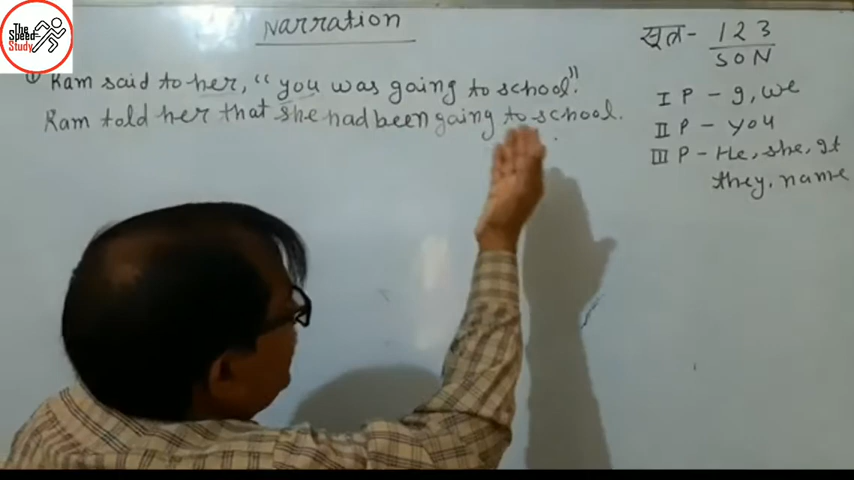 The
Speed
Study
Narration
① Ram said to her, “you was going to school”.
Ram told her that she had been going to school.
सूत्र- 1 2 3
S O N
I P - I, we
II P - you
III P - He, she, It
they, name